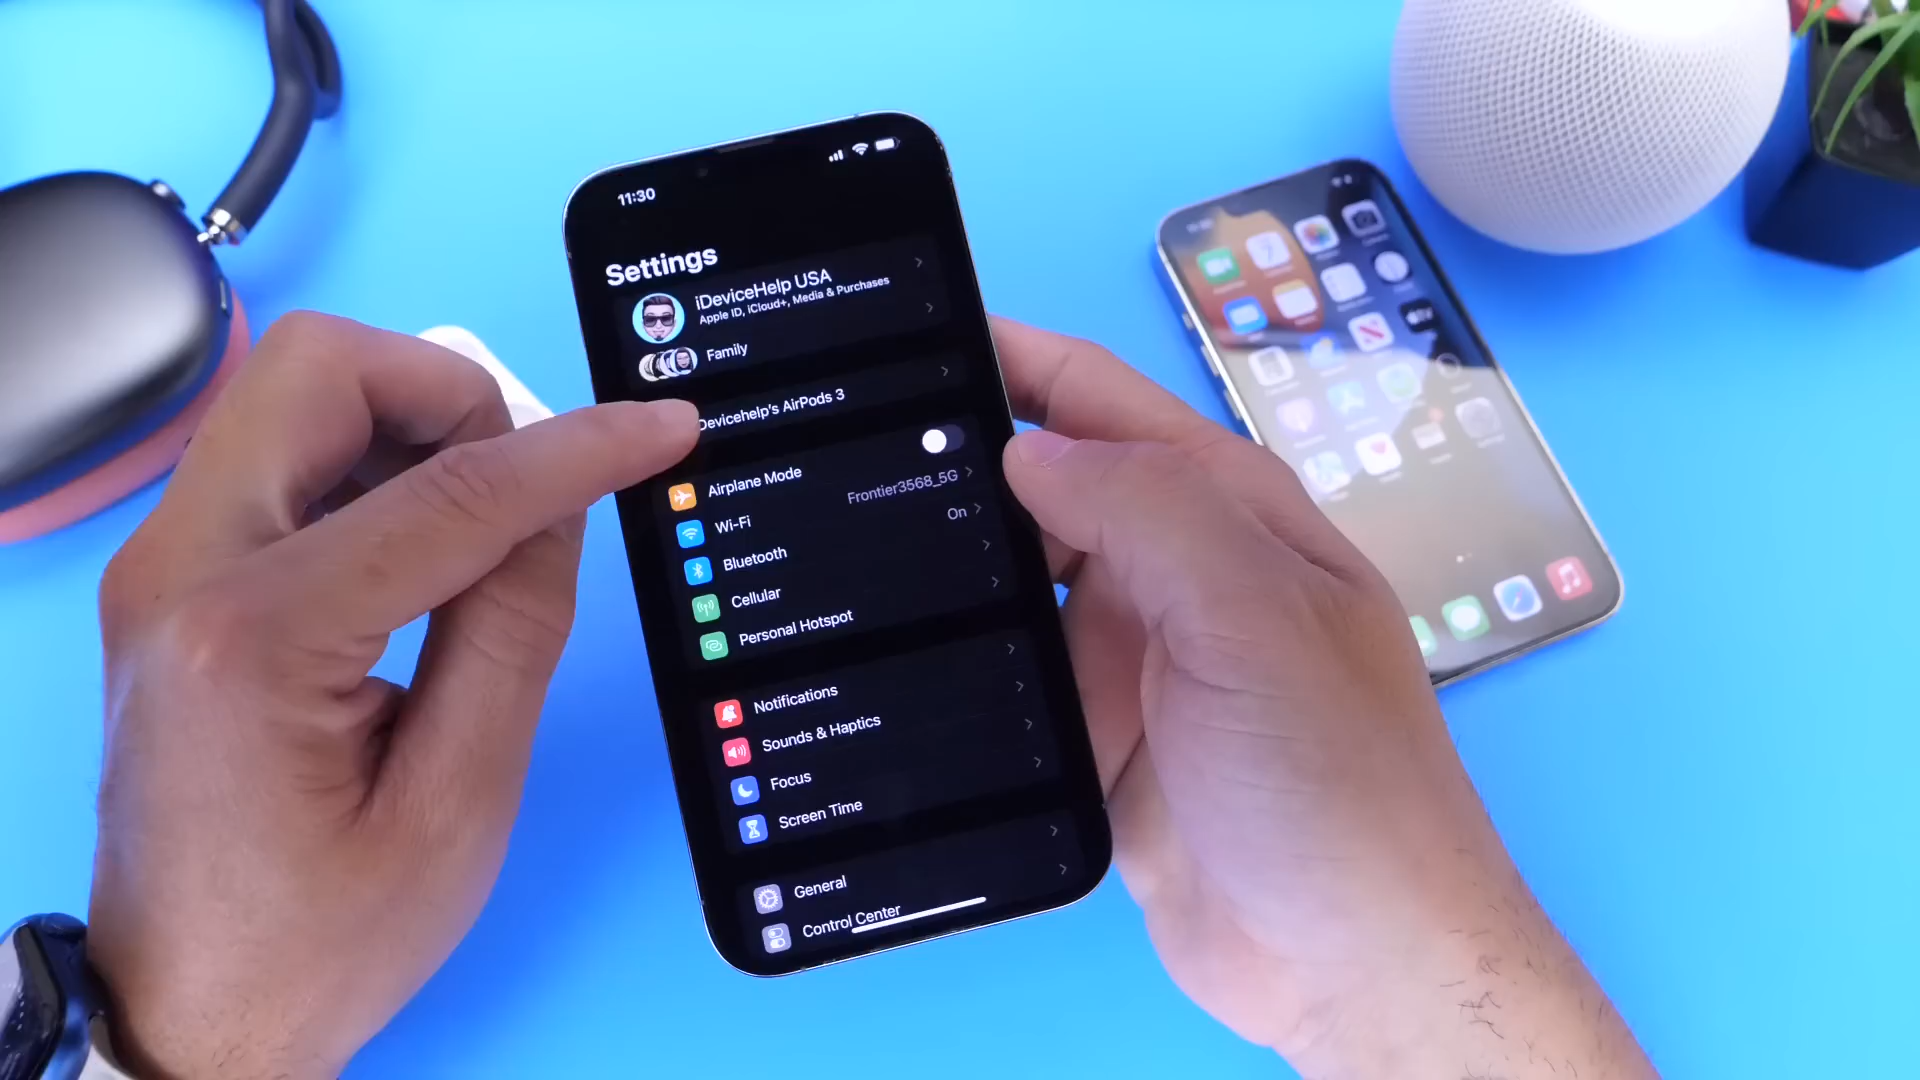 11:30
Settings
iDeviceHelp USA
Apple ID, iCloud+, Media & Purchases
Family
Devicehelp's AirPods 3
Airplane Mode
Wi-Fi
Frontier3568_5G
Bluetooth
On
Cellular
Personal Hotspot
Notifications
Sounds & Haptics
Focus
Screen Time
General
Control Center